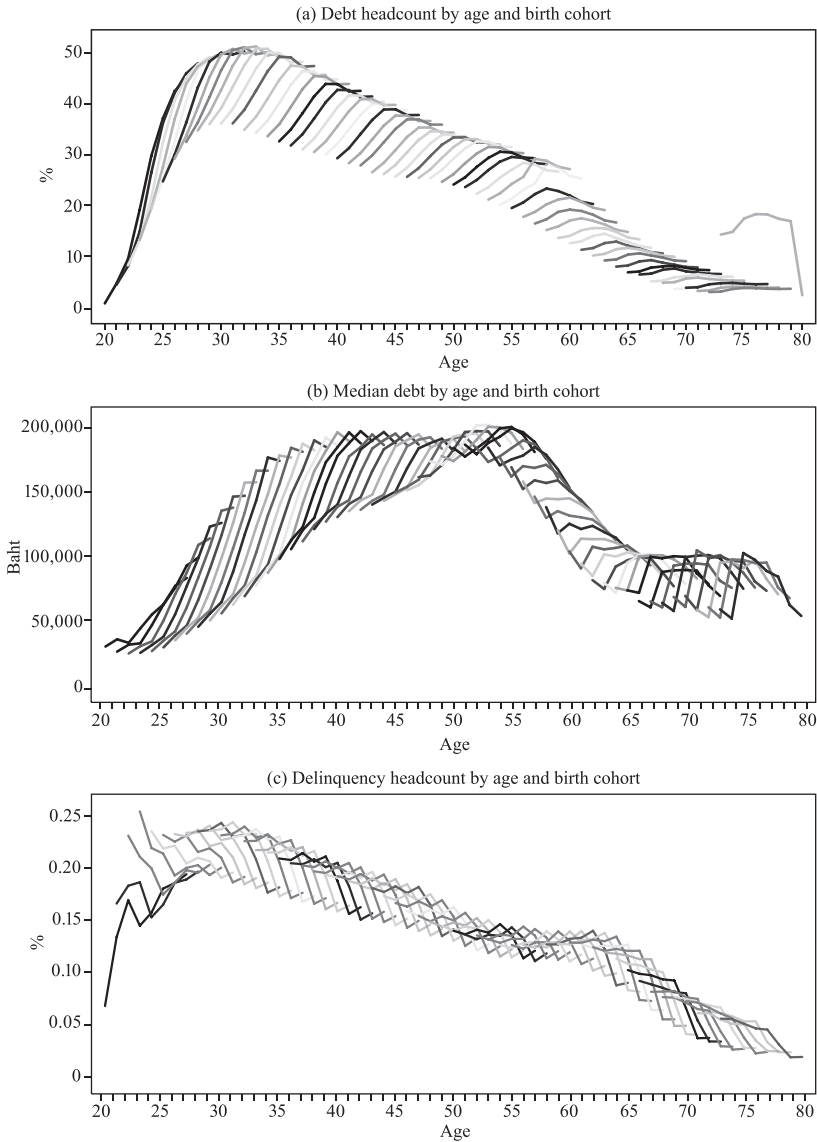 (a) Debt headcount by age and birth cohort
50
40
30
20
10
0
%
20 25 30 35 40 45 50 55 60 65 70 75 80
Age
(b) Median debt by age and birth cohort
200,000
150,000
100,000
50,000
0
Baht
20 25 30 35 40 45 50 55 60 65 70 75 80
Age
(c) Delinquency headcount by age and birth cohort
0.25
0.20
0.15
0.10
0.05
0
%
20 25 30 35 40 45 50 55 60 65 70 75 80
Age